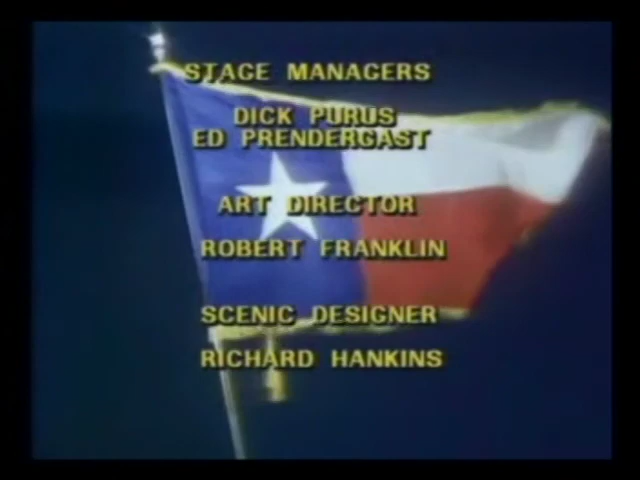 STAGE MANAGERS
DICK PURUS
ED PRENDERGAST
ART DIRECTOR
ROBERT FRANKLIN
SCENIC DESIGNER
RICHARD HANKINS